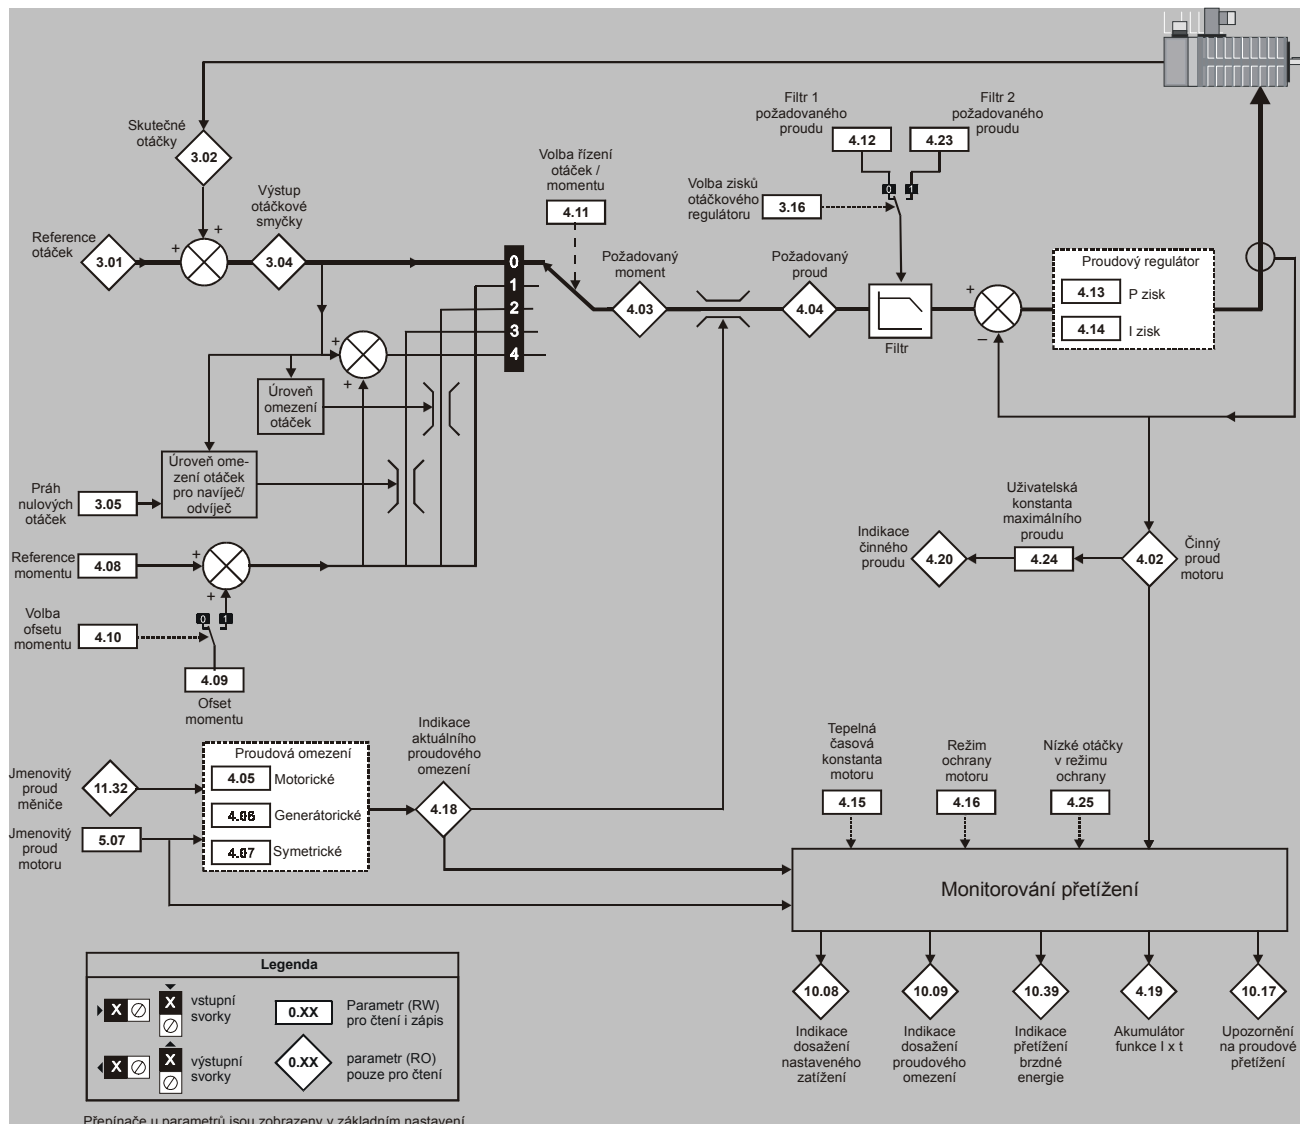 Skutečné
otáčky
3.02
Reference
otáček
3.01
+
+
Výstup
otáčkové
smyčky
3.04
Volba řízení
otáček /
momentu
4.11
0
1
2
3
4
Požadovaný
moment
4.03
Požadovaný
proud
4.04
Filtr 1
požadovaného
proudu
4.12
Filtr 2
požadovaného
proudu
4.23
0
1
Volba zisků
otáčkového
regulátoru
3.16
Filtr
+
–
Proudový regulátor
4.13
P zisk
4.14
I zisk
+
+
Úroveň
omezení
otáček
Úroveň ome-
zení otáček
pro navíječ/
odvíječ
Práh
nulových
otáček
3.05
Reference
momentu
4.08
+
+
Volba
ofsetu
momentu
4.10
0
1
4.09
Ofset
momentu
Indikace
činného
proudu
4.20
Uživatelská
konstanta
maximálního
proudu
4.24
4.02
Činný
proud
motoru
Jmenovitý
proud
měniče
11.32
Jmenovitý
proud
motoru
5.07
Proudová omezení
4.05
Motorické
4.06
Generátorické
4.07
Symetrické
Indikace
aktuálního
proudového
omezení
4.18
Tepelná
časová
konstanta
motoru
4.15
Režim
ochrany
motoru
4.16
Nízké otáčky
v režimu
ochrany
4.25
Monitorování přetížení
10.08
Indikace
dosažení
nastaveného
zatížení
10.09
Indikace
dosažení
proudového
omezení
10.39
Indikace
přetížení
brzdné
energie
4.19
Akumulátor
funkce I x t
10.17
Upozornění
na proudové
přetížení
Legenda
X
X
vstupní
svorky
0.XX
Parametr (RW)
pro čtení i zápis
X
X
výstupní
svorky
0.XX
parametr (RO)
pouze pro čtení
Přepínače u parametrů jsou zobrazeny v základním nastavení